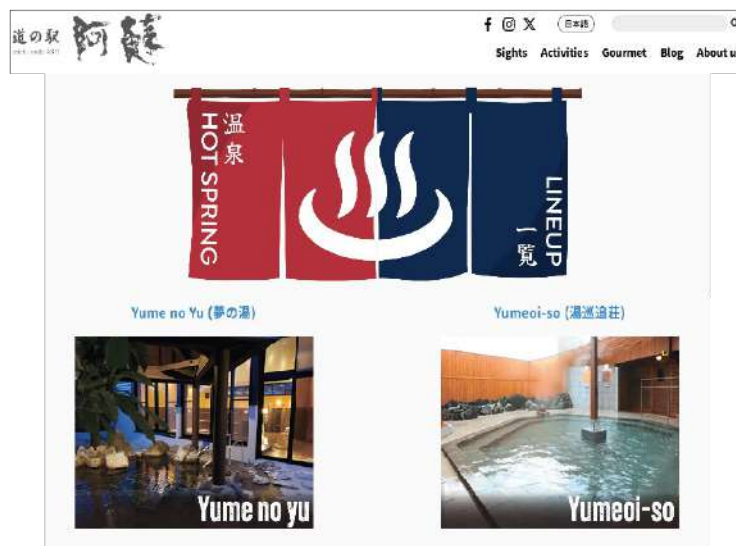 道の駅 阿蘇
日本語
Sights Activities Gourmet Blog About u
温泉
HOT SPRING
LINEUP
一覧
Yume no Yu (夢の湯)
Yumeoi-so (湯巡追荘)
Yume no yu
Yumeoi-so